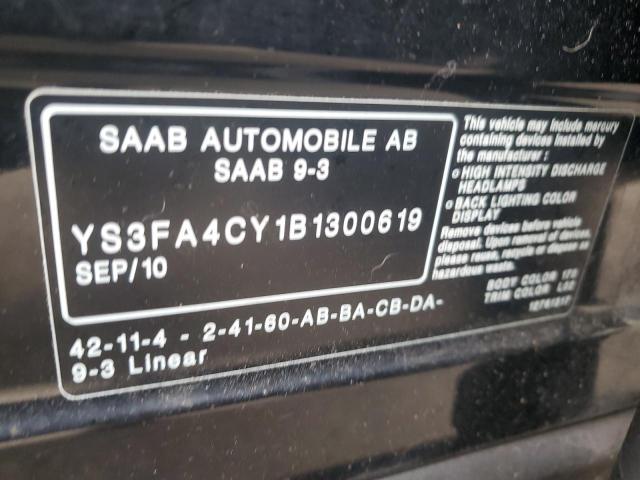 SAAB AUTOMOBILE AB
SAAB 9-3
YS3FA4CY1B1300619
SEP/10
42-11-4 - 2-41-60-AB-BA-CB-DA-
9-3 Linear
This vehicle may include mercury
containing devices installed by
the manufacturer :
o HIGH INTENSITY DISCHARGE
HEADLAMPS
o BACK LIGHTING COLOR
DISPLAY
Remove devices before vehicle
disposal. Upon removal of devices
please reuse, recycle or dispose as
hazardous waste.
BODY COLOR 170
TRIM COLOR